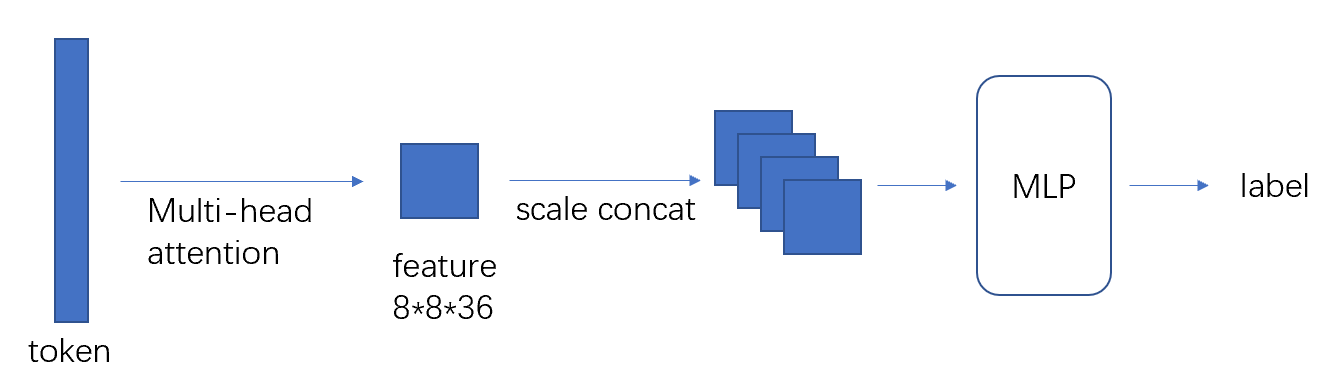 token
Multi-head
attention
feature
8*8*36
scale concat
MLP
label